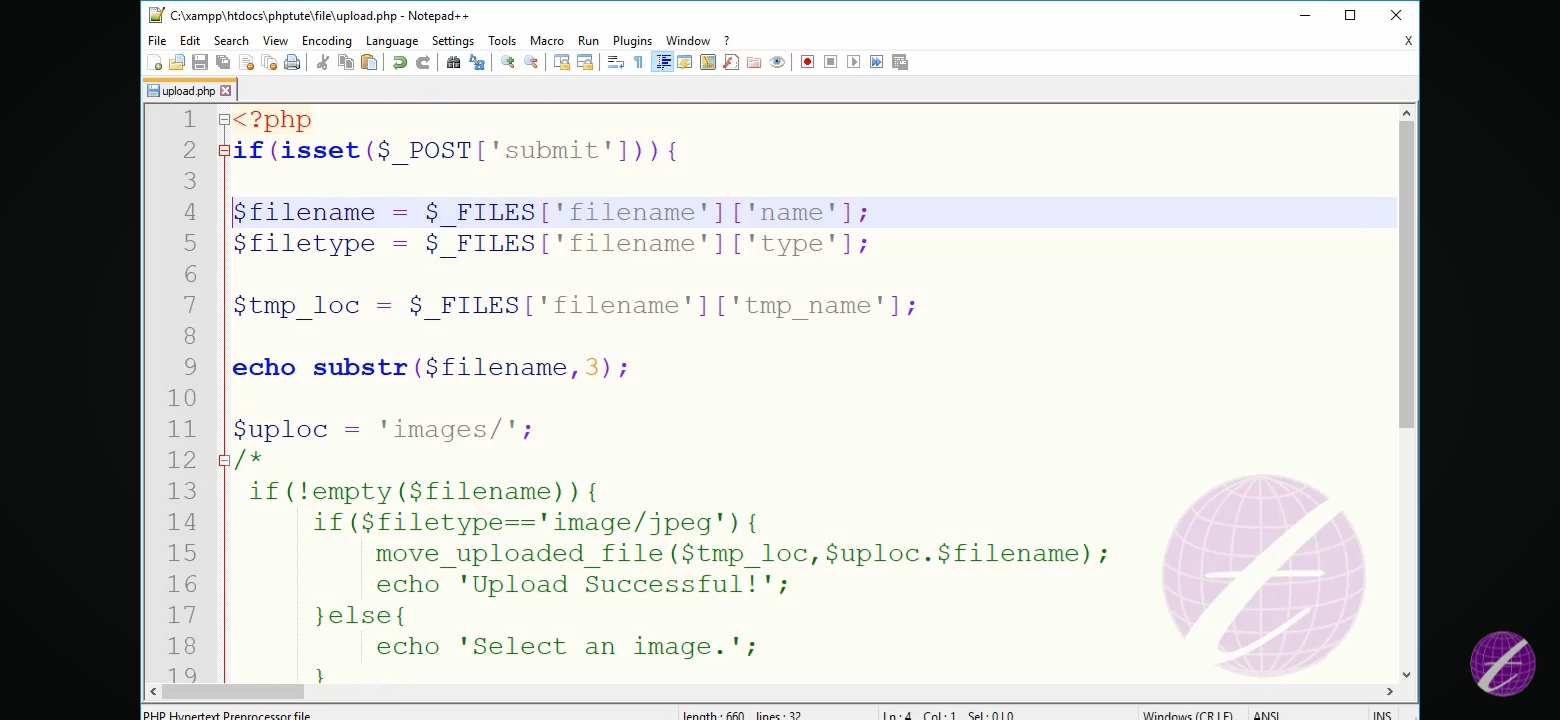 C:\xampp\htdocs\phptute\file\upload.php - Notepad++
File Edit Search View Encoding Language Settings Tools Macro Run Plugins Window ? X
upload.php
1 <?php
2 if(isset($_POST['submit'])){
3
4 $filename = $_FILES['filename']['name'];
5 $filetype = $_FILES['filename']['type'];
6
7 $tmp_loc = $_FILES['filename']['tmp_name'];
8
9 echo substr($filename,3);
10
11 $uploc = 'images/';
12 /*
13 if(!empty($filename)){
14 if($filetype=='image/jpeg'){
15 move_uploaded_file($tmp_loc,$uploc.$filename);
16 echo 'Upload Successful!';
17 }else{
18 echo 'Select an image.';
19 }
PHP Hypertext Preprocessor file length : 660 lines : 32 Ln : 4 Col : 1 Sel : 0 | 0 Windows (CR LF) ANSI INS